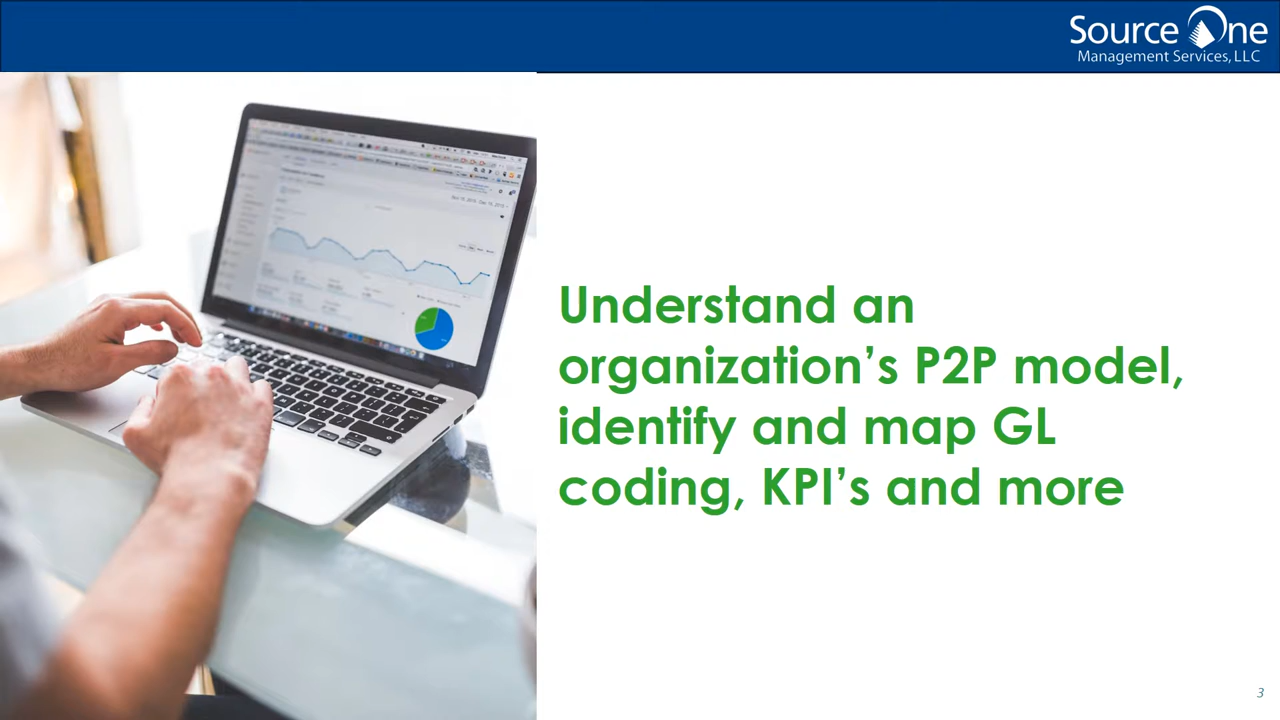 Source One
Management Services, LLC
Understand an
organization’s P2P model,
identify and map GL
coding, KPI’s and more
3